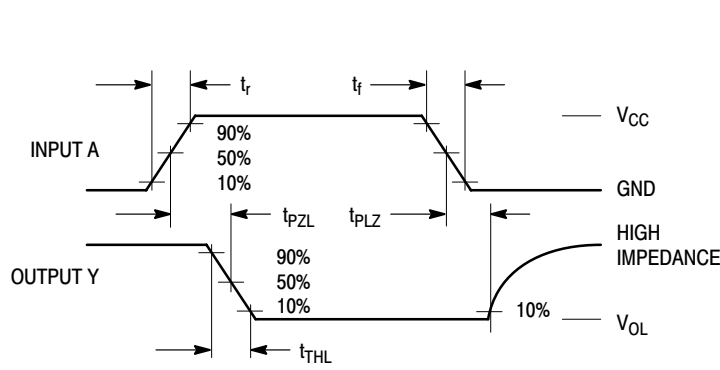 tr
tf
VCC
90%
INPUT A
50%
10%
GND
tPZL
tPLZ
HIGH
IMPEDANCE
90%
OUTPUT Y
50%
10%
10%
VOL
tTHL